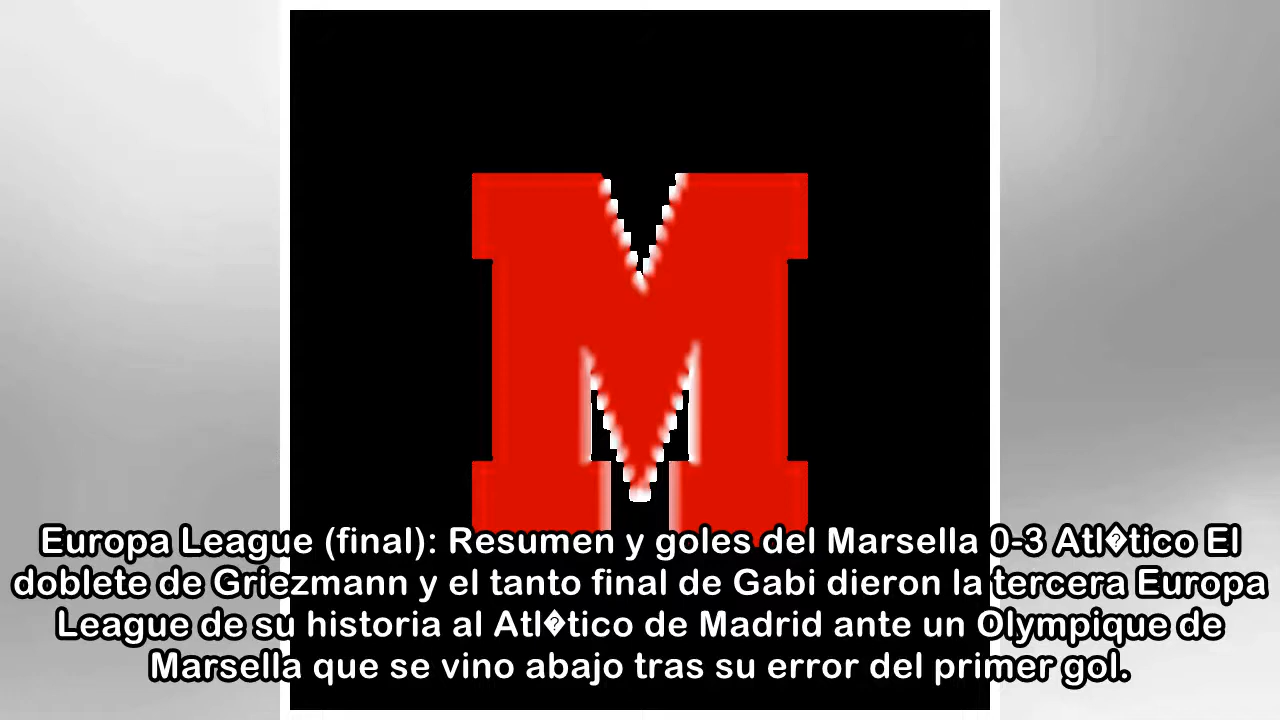 M
Europa League (final): Resumen y goles del Marsella 0-3 Atl�tico El
doblete de Griezmann y el tanto final de Gabi dieron la tercera Europa
League de su historia al Atl�tico de Madrid ante un Olympique de
Marsella que se vino abajo tras su error del primer gol.